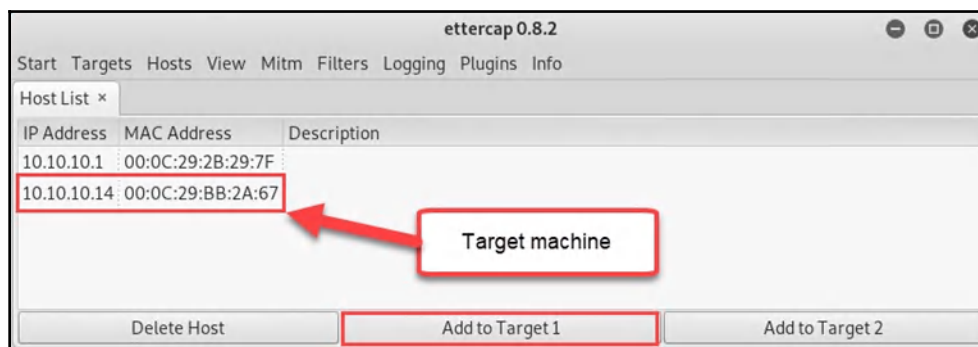 ettercap 0.8.2
Start Targets Hosts View Mitm Filters Logging Plugins Info
Host List ×
IP Address MAC Address Description
10.10.10.1 00:0C:29:2B:29:7F
10.10.10.14 00:0C:29:BB:2A:67
Target machine
Delete Host Add to Target 1 Add to Target 2